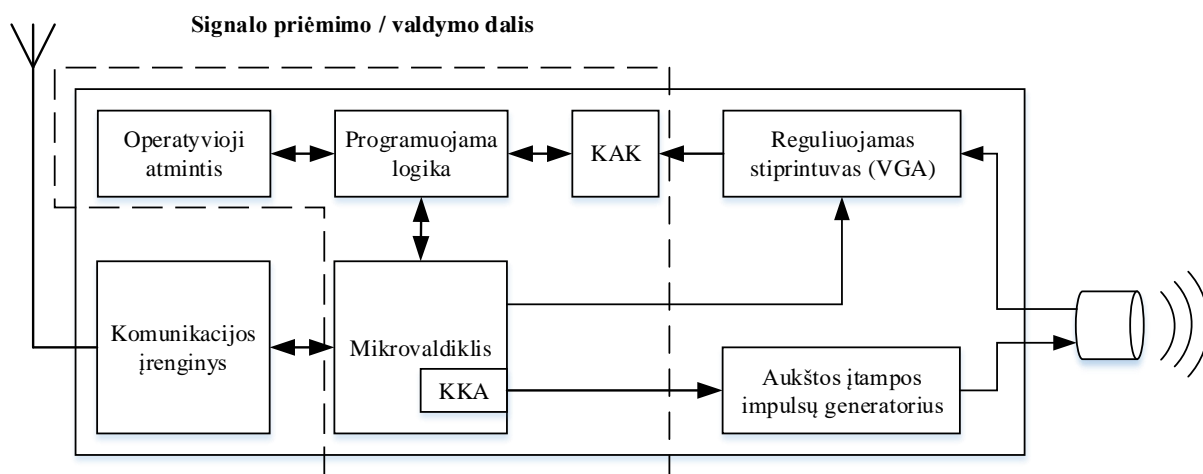 Signalo priėmimo / valdymo dalis
Operatyvioji
atmintis
Programuojama
logika
KAK
Reguliuojamas
stiprintuvas (VGA)
Komunikacijos
įrenginys
Mikrovaldiklis
KKA
Aukštos įtampos
impulsų generatorius